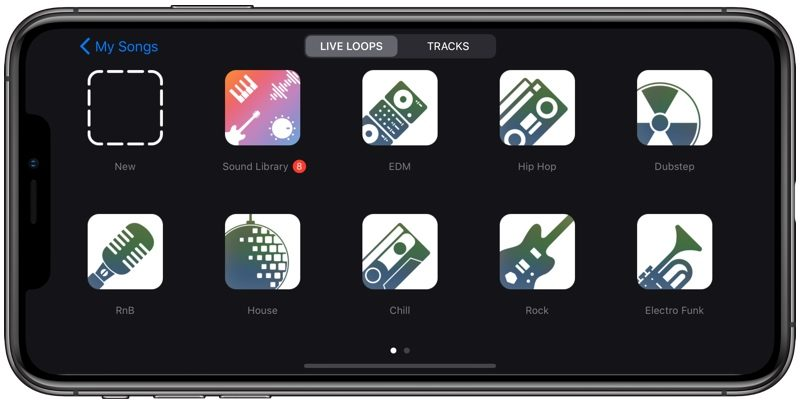 My Songs
LIVE LOOPS
TRACKS
New
Sound Library 8
EDM
Hip Hop
Dubstep
RnB
House
Chill
Rock
Electro Funk